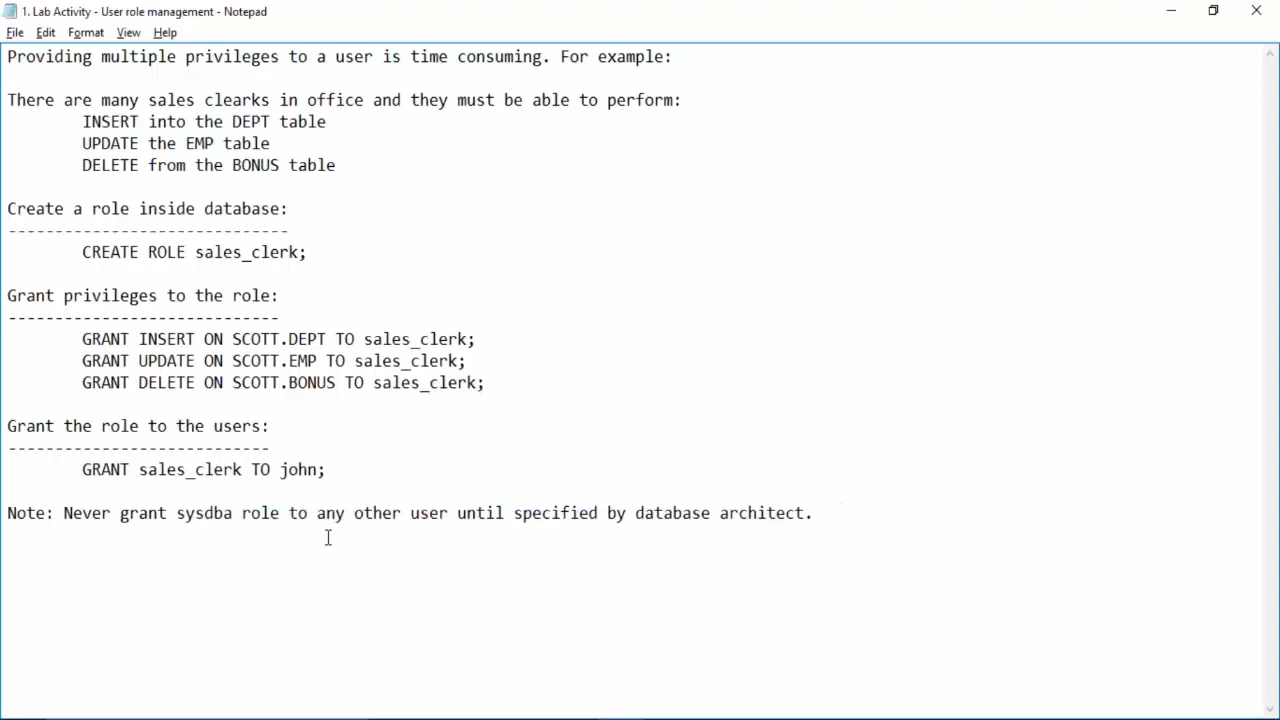 1. Lab Activity - User role management - Notepad
File Edit Format View Help
Providing multiple privileges to a user is time consuming. For example:
There are many sales clearks in office and they must be able to perform:
INSERT into the DEPT table
UPDATE the EMP table
DELETE from the BONUS table
Create a role inside database:
------------------------------
CREATE ROLE sales_clerk;
Grant privileges to the role:
-----------------------------
GRANT INSERT ON SCOTT.DEPT TO sales_clerk;
GRANT UPDATE ON SCOTT.EMP TO sales_clerk;
GRANT DELETE ON SCOTT.BONUS TO sales_clerk;
Grant the role to the users:
----------------------------
GRANT sales_clerk TO john;
Note: Never grant sysdba role to any other user until specified by database architect.